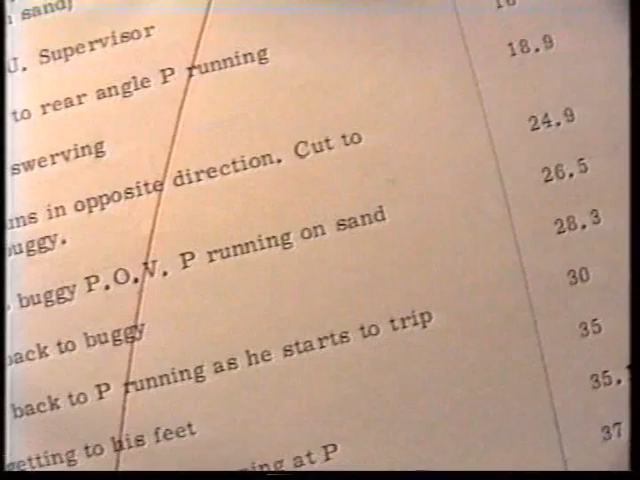 sand)
U. Supervisor
to rear angle P running 18.9
swerving 24.9
in opposite direction. Cut to 26.5
buggy. 28.3
buggy P.O.V. P running on sand 30
back to buggy 35
back to P running as he starts to trip 35.
getting to his feet 37
at P